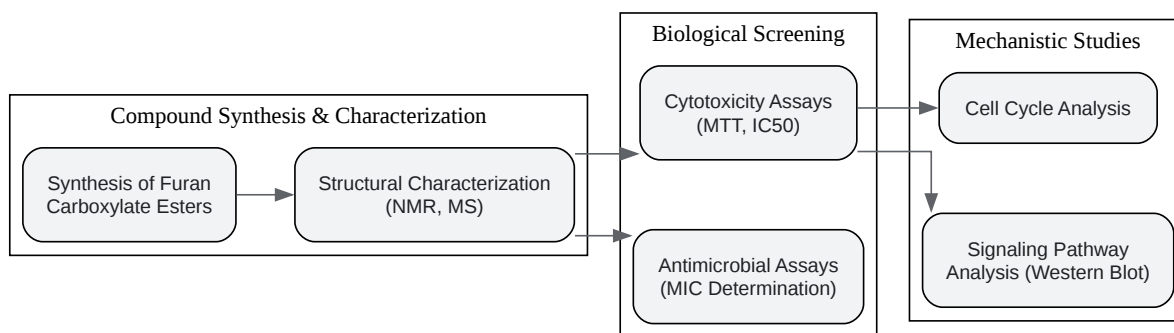 Compound Synthesis & Characterization
Synthesis of Furan
Carboxylate Esters
Structural Characterization
(NMR, MS)
Biological Screening
Cytotoxicity Assays
(MTT, IC50)
Antimicrobial Assays
(MIC Determination)
Mechanistic Studies
Cell Cycle Analysis
Signaling Pathway
Analysis (Western Blot)